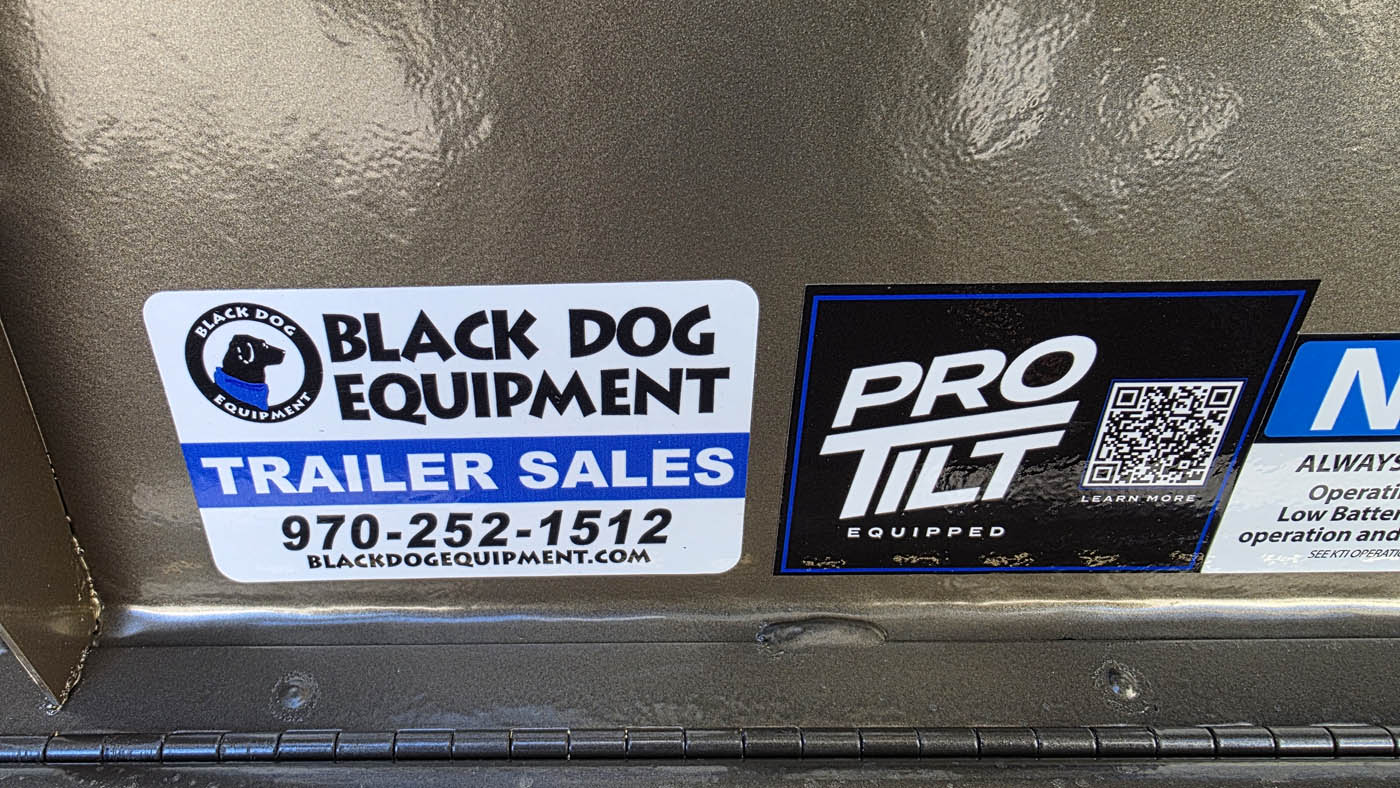 BLACK DOG
EQUIPMENT
BLACK DOG
EQUIPMENT
TRAILER SALES
970-252-1512
BLACKDOGEQUIPMENT.COM
PRO
TILT
EQUIPPED
LEARN MORE
N
ALWAYS
Operati
Low Batter
operation and
SEE KTI OPERATIO